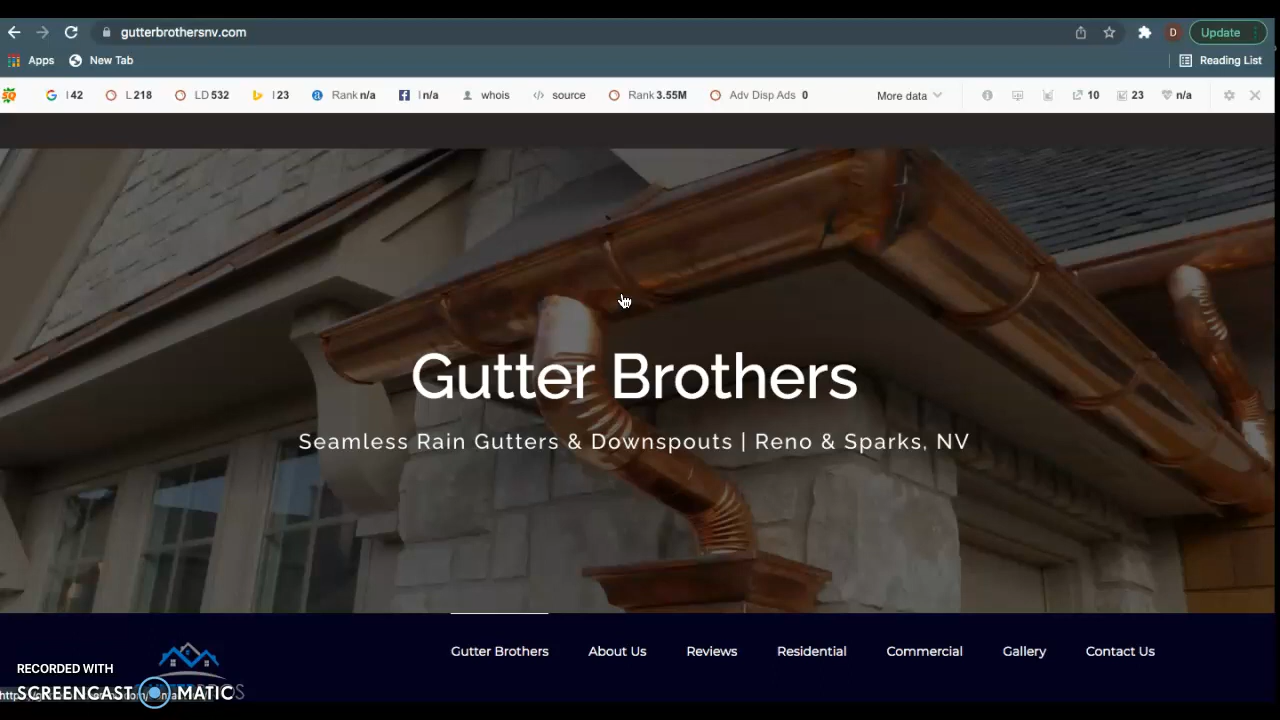 gutterbrothersnv.com
D
Update
Apps
New Tab
Reading List
SQ
G I 42
L 218
LD 532
I 23
a Rank n/a
f I n/a
whois
</> source
Rank 3.55M
Adv Disp Ads 0
More data
10
23
n/a
Gutter Brothers
Seamless Rain Gutters & Downspouts | Reno & Sparks, NV
Gutter Brothers
About Us
Reviews
Residential
Commercial
Gallery
Contact Us
RECORDED WITH
SCREENCAST MATIC